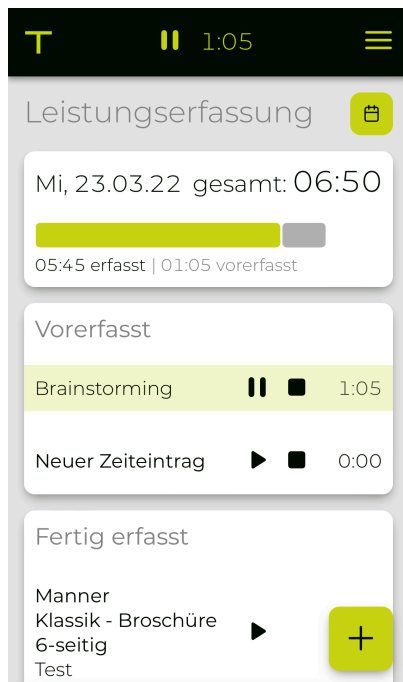 T 1:05
Leistungserfassung
Mi, 23.03.22 gesamt: 06:50
05:45 erfasst | 01:05 vorerfasst
Vorerfasst
Brainstorming 1:05
Neuer Zeiteintrag 0:00
Fertig erfasst
Manner
Klassik - Broschüre
6-seitig
Test